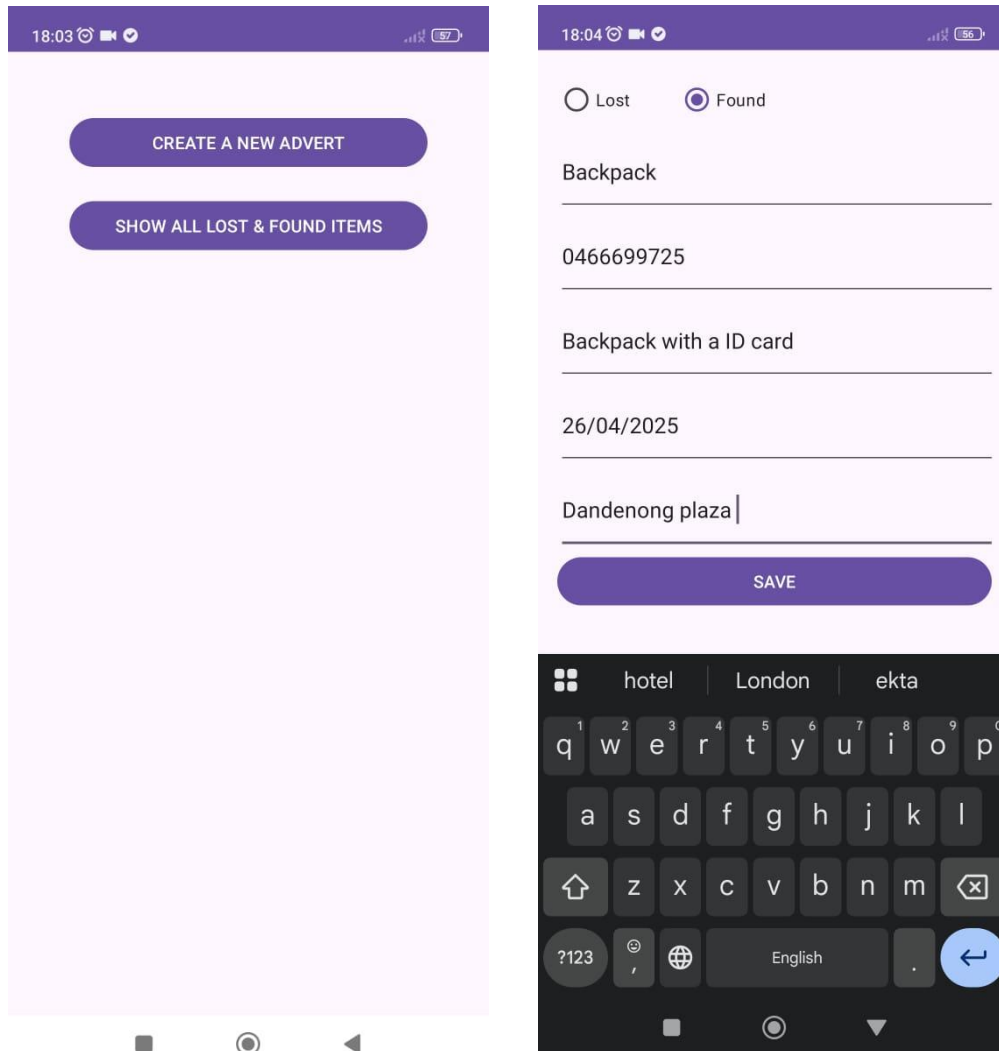 18:03
57
CREATE A NEW ADVERT
SHOW ALL LOST & FOUND ITEMS
18:04
56
Lost Found
Backpack
0466699725
Backpack with a ID card
26/04/2025
Dandenong plaza
SAVE
hotel London ekta
1 2 3 4 5 6 7 8 9 0
q w e r t y u i o p
a s d f g h j k l
z x c v b n m
?123 , English .